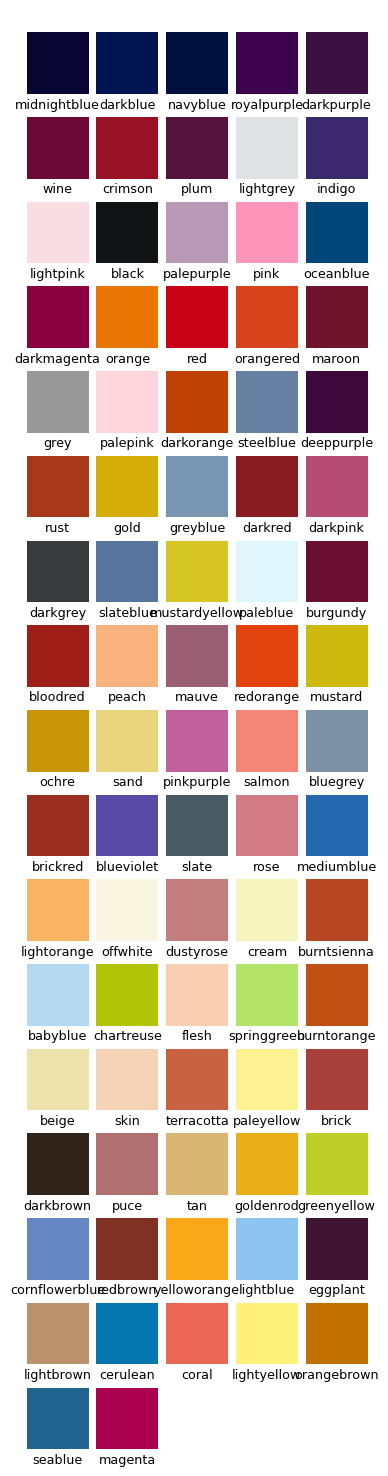 midnightblue darkblue navyblue royalpurple darkpurple
wine crimson plum lightgrey indigo
lightpink black palepurple pink oceanblue
darkmagenta orange red orangered maroon
grey palepink darkorange steelblue deeppurple
rust gold greyblue darkred darkpink
darkgrey slateblue mustardyellow paleblue burgundy
bloodred peach mauve redorange mustard
ochre sand pinkpurple salmon bluegrey
brickred blueviolet slate rose mediumblue
lightorange offwhite dustyrose cream burntsienna
babyblue chartreuse flesh springgreen burntorange
beige skin terracotta paleyellow brick
darkbrown puce tan goldenrod greenyellow
cornflowerblue redbrown yelloworange lightblue eggplant
lightbrown cerulean coral lightyellow orangebrown
seablue magenta